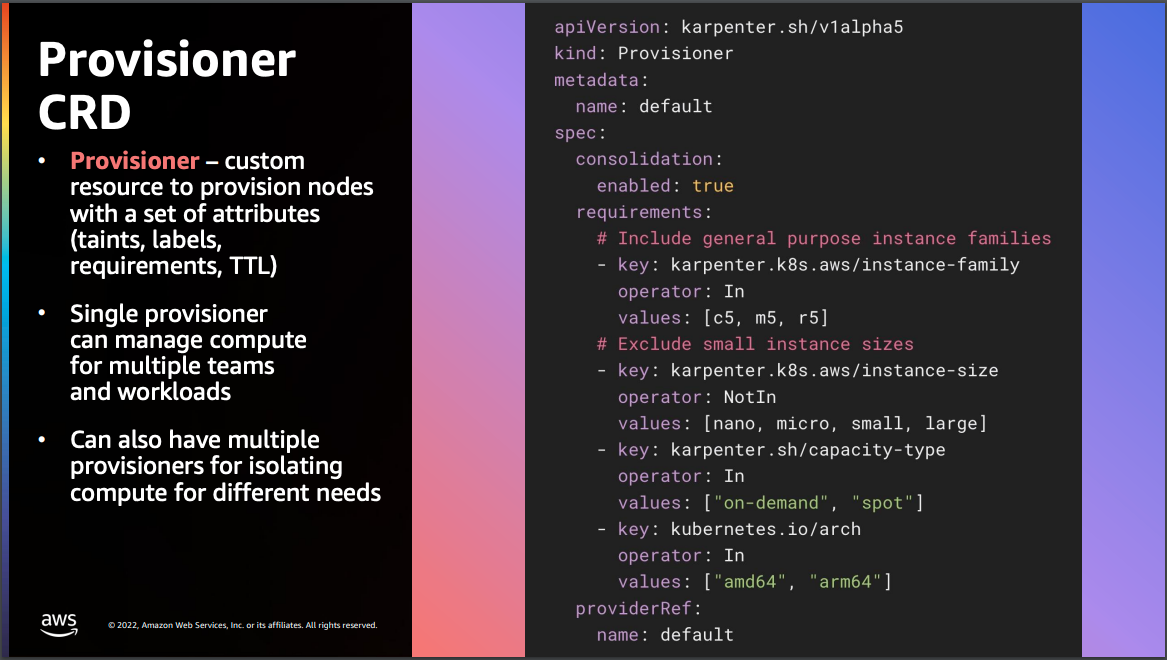 Provisioner
CRD
• Provisioner – custom
resource to provision nodes
with a set of attributes
(taints, labels,
requirements, TTL)
• Single provisioner
can manage compute
for multiple teams
and workloads
• Can also have multiple
provisioners for isolating
compute for different needs
aws
© 2022, Amazon Web Services, Inc. or its affiliates. All rights reserved.
apiVersion: karpenter.sh/v1alpha5
kind: Provisioner
metadata:
  name: default
spec:
  consolidation:
    enabled: true
  requirements:
    # Include general purpose instance families
    - key: karpenter.k8s.aws/instance-family
      operator: In
      values: [c5, m5, r5]
    # Exclude small instance sizes
    - key: karpenter.k8s.aws/instance-size
      operator: NotIn
      values: [nano, micro, small, large]
    - key: karpenter.sh/capacity-type
      operator: In
      values: ["on-demand", "spot"]
    - key: kubernetes.io/arch
      operator: In
      values: ["amd64", "arm64"]
  providerRef:
    name: default